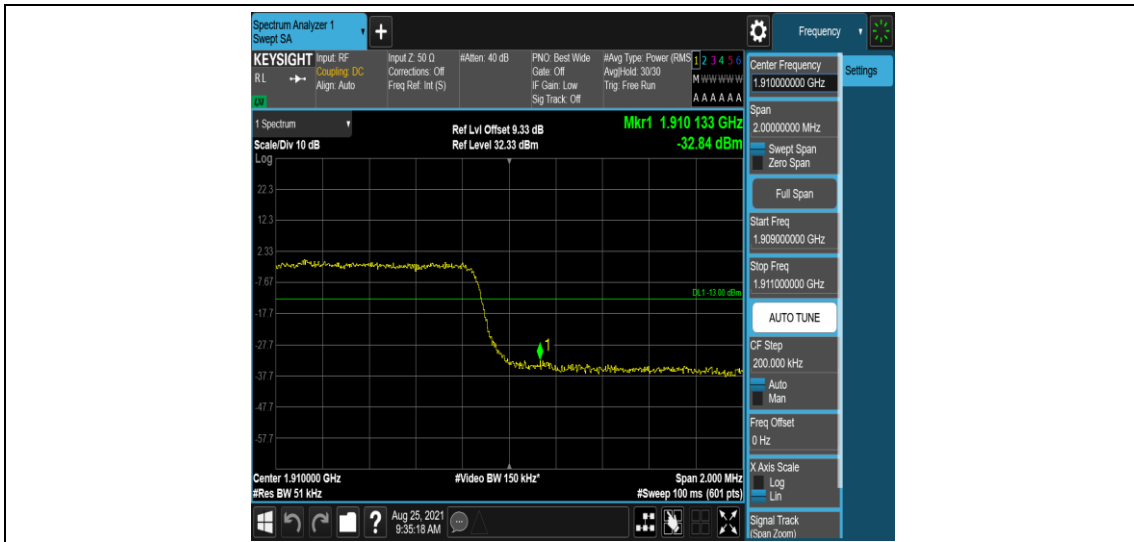 Spectrum Analyzer 1
Swept SA
+
Frequency
KEYSIGHT
RL
LXI
Input: RF
Coupling: DC
Align: Auto
Input Z: 50 Ω
Corrections: Off
Freq Ref: Int (S)
#Atten: 40 dB
PNO: Best Wide
Gate: Off
IF Gain: Low
Sig Track: Off
#Avg Type: Power (RMS
Avg|Hold: 30/30
Trig: Free Run
1 2 3 4 5 6
M W W W W W
A A A A A A
1 Spectrum
Scale/Div 10 dB
Ref Lvl Offset 9.33 dB
Ref Level 32.33 dBm
Mkr1 1.910 133 GHz
-32.84 dBm
Log
22.3
12.3
2.33
-7.67
-17.7
-27.7
-37.7
-47.7
-57.7
DL1 -13.00 dBm
1
Center 1.910000 GHz
#Res BW 51 kHz
#Video BW 150 kHz*
Span 2.000 MHz
#Sweep 100 ms (601 pts)
?
Aug 25, 2021
9:35:18 AM
Center Frequency
1.910000000 GHz
Settings
Span
2.00000000 MHz
Swept Span
Zero Span
Full Span
Start Freq
1.909000000 GHz
Stop Freq
1.911000000 GHz
AUTO TUNE
CF Step
200.000 kHz
Auto
Man
Freq Offset
0 Hz
X Axis Scale
Log
Lin
Signal Track
(Span Zoom)